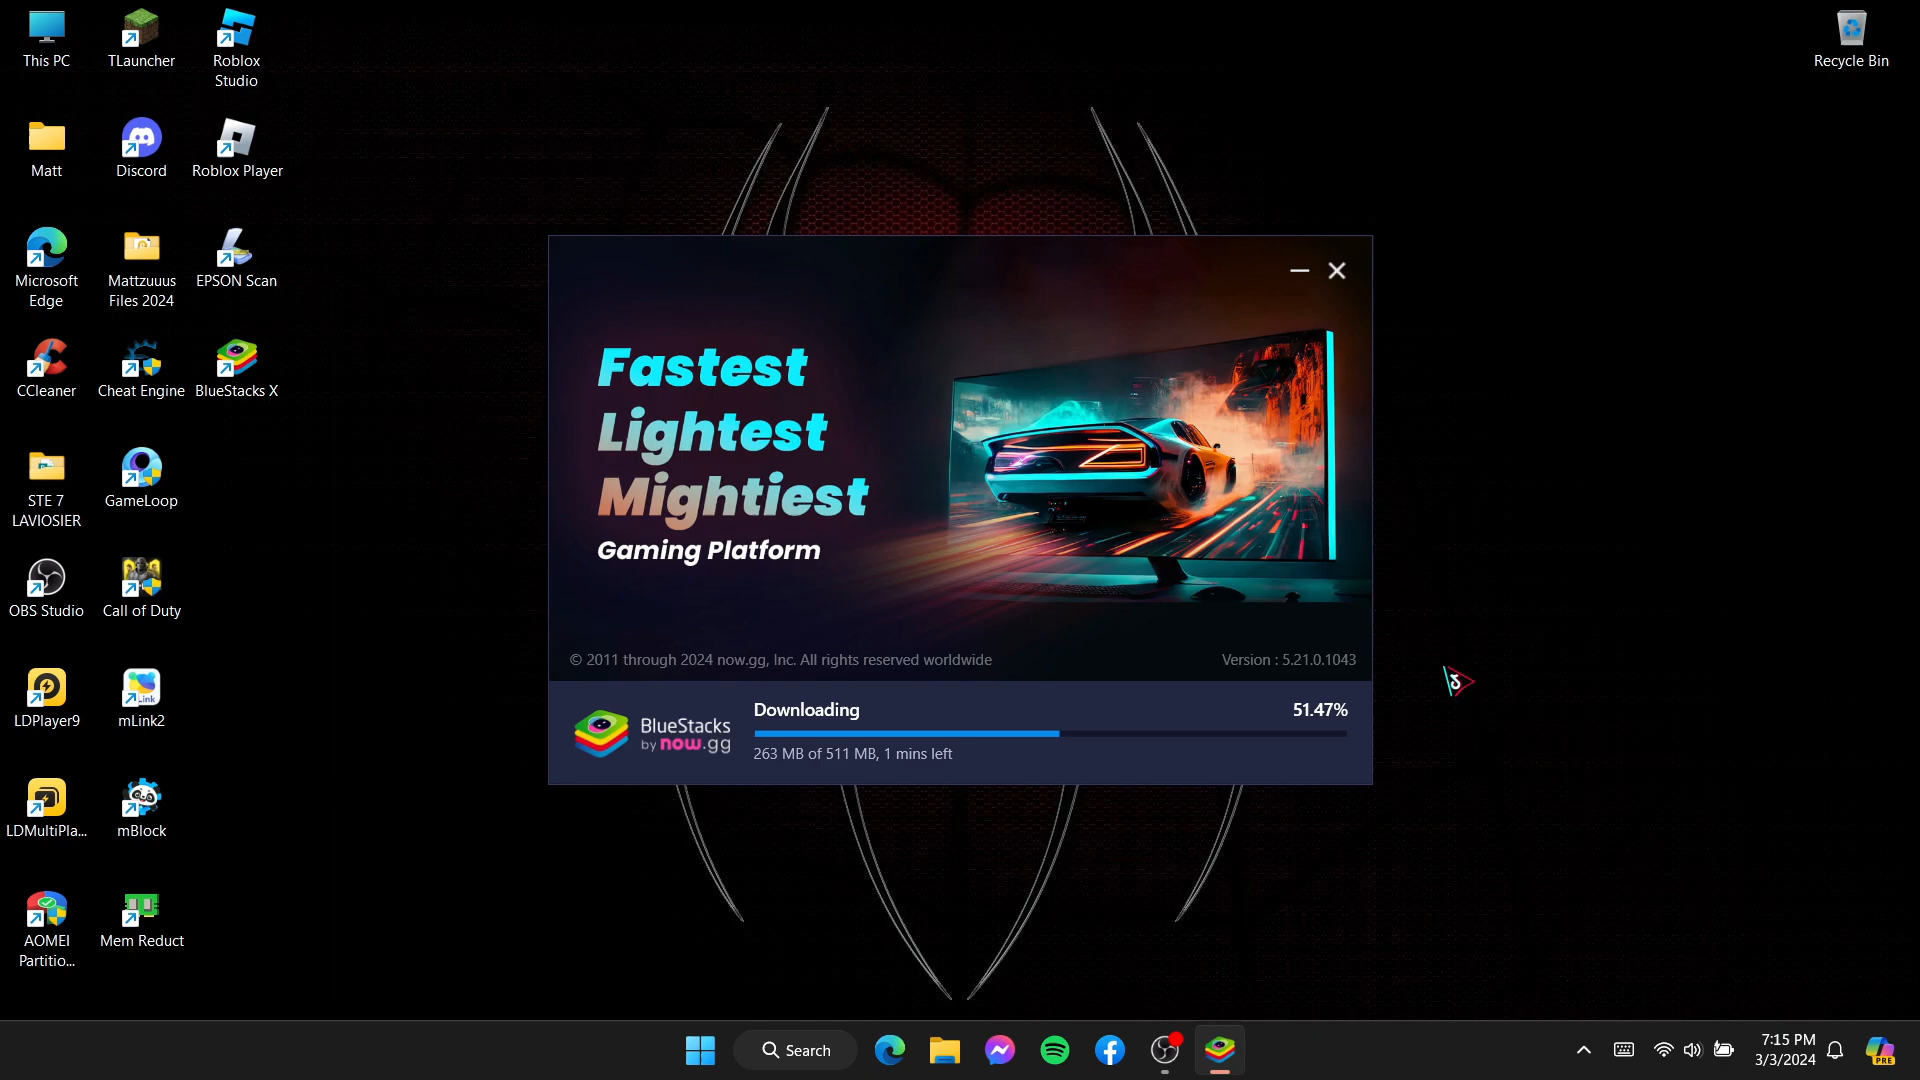 This PC
TLauncher
Roblox
Studio
Recycle Bin
Matt
Discord
Roblox Player
Microsoft
Edge
Mattzuuus
Files 2024
EPSON Scan
CCleaner
Cheat Engine
BlueStacks X
STE 7
LAVIOSIER
GameLoop
OBS Studio
Call of Duty
LDPlayer9
Link
mLink2
LDMultiPla...
mBlock
AOMEI
Partitio...
Mem Reduct
Fastest
Lightest
Mightiest
Gaming Platform
© 2011 through 2024 now.gg, Inc. All rights reserved worldwide
Version : 5.21.0.1043
BlueStacks
by now.gg
Downloading
51.47%
263 MB of 511 MB, 1 mins left
Search
7:15 PM
3/3/2024
PRE